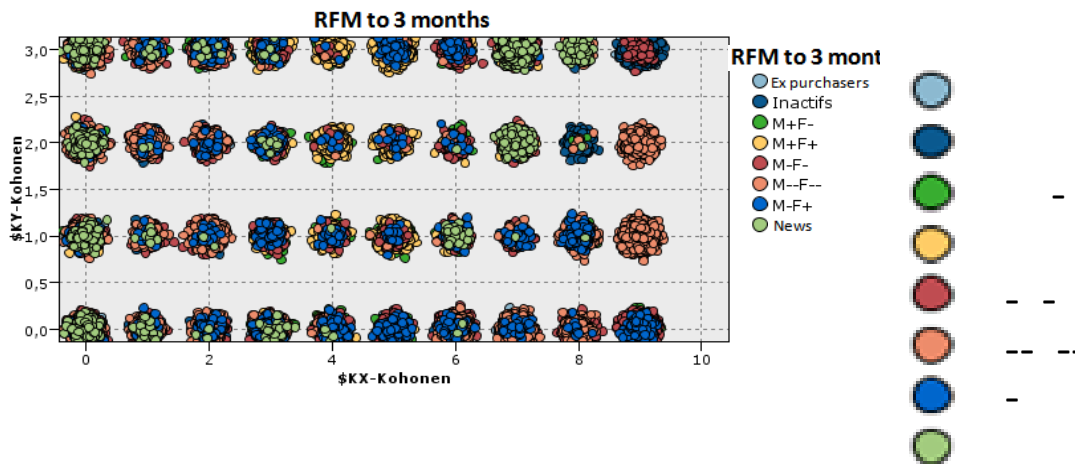 RFM to 3 months
3,0
2,5
2,0
1,5
1,0
0,5
0,0
$KY-Kohonen
0 2 4 6 8 10
$KX-Kohonen
RFM to 3 mont
Ex purchasers
Inactifs
M+F-
M+F+
M-F-
M--F--
M-F+
News
-
- -
-- --
-